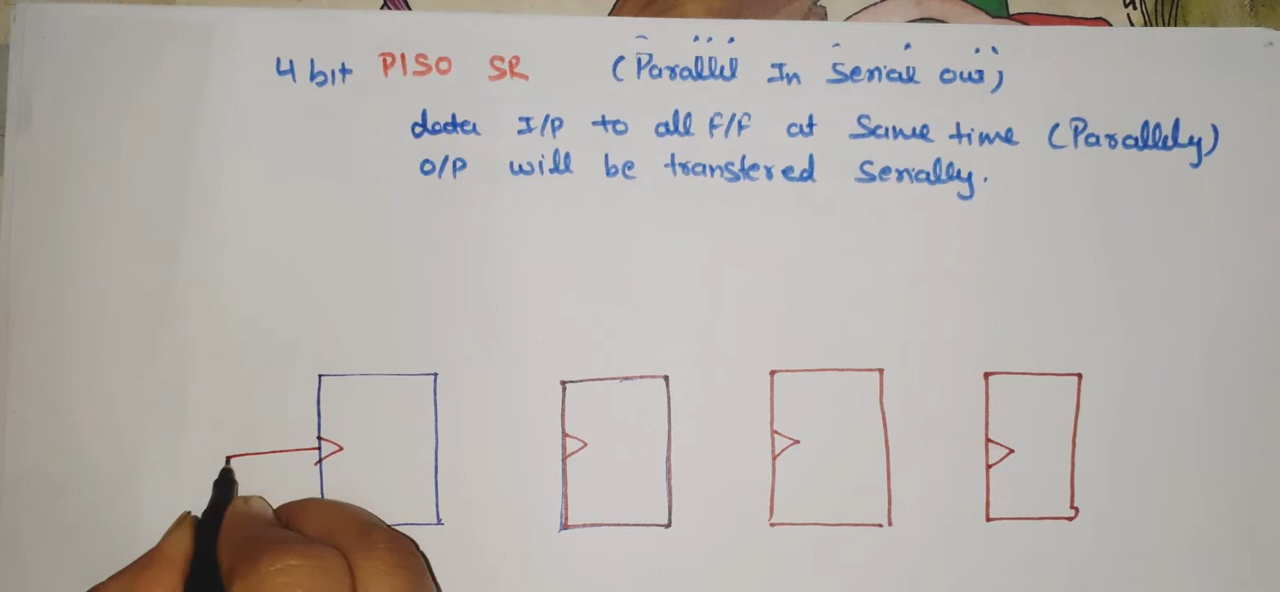 4 bit PISO SR (Parallel In Serial out)
data I/P to all F/F at same time (Parallely)
O/P will be transfered Serially.